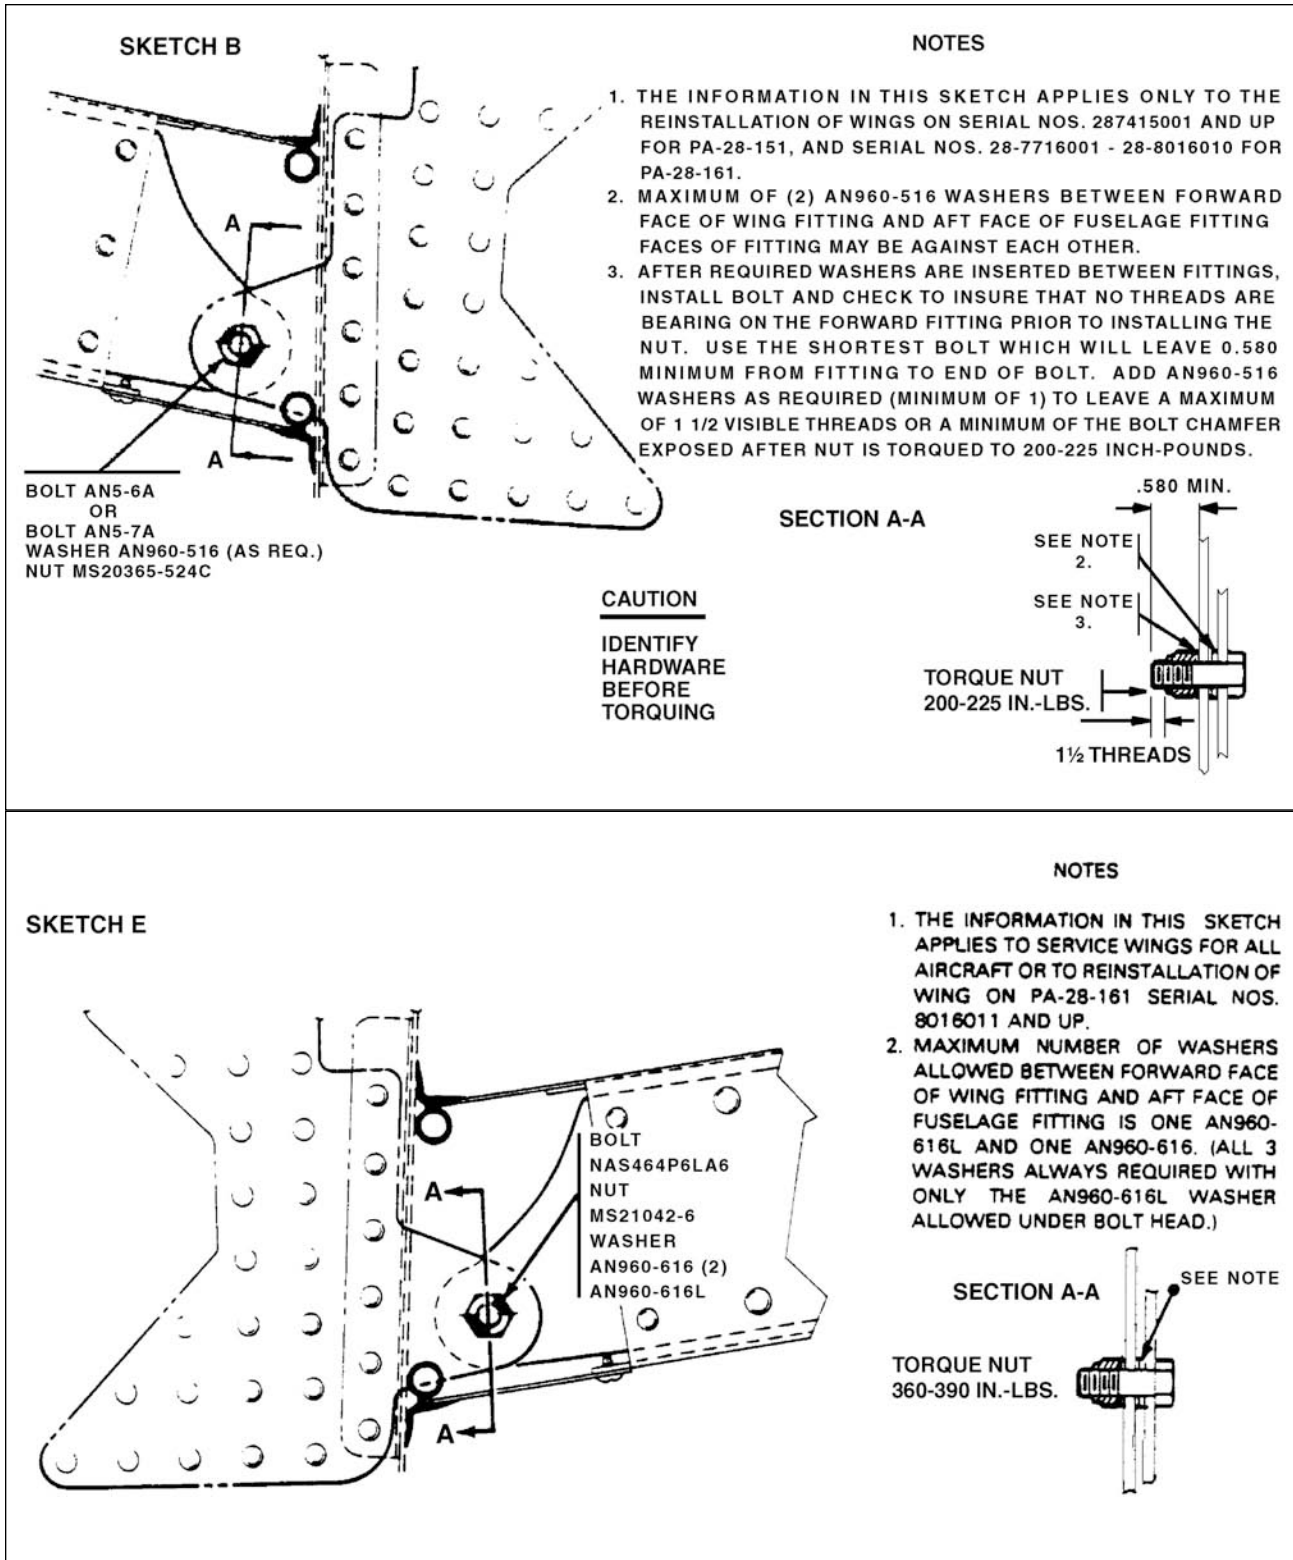 SKETCH B
NOTES
1. THE INFORMATION IN THIS SKETCH APPLIES ONLY TO THE
REINSTALLATION OF WINGS ON SERIAL NOS. 287415001 AND UP
FOR PA-28-151, AND SERIAL NOS. 28-7716001 - 28-8016010 FOR
PA-28-161.
2. MAXIMUM OF (2) AN960-516 WASHERS BETWEEN FORWARD
FACE OF WING FITTING AND AFT FACE OF FUSELAGE FITTING
FACES OF FITTING MAY BE AGAINST EACH OTHER.
3. AFTER REQUIRED WASHERS ARE INSERTED BETWEEN FITTINGS,
INSTALL BOLT AND CHECK TO INSURE THAT NO THREADS ARE
BEARING ON THE FORWARD FITTING PRIOR TO INSTALLING THE
NUT. USE THE SHORTEST BOLT WHICH WILL LEAVE 0.580
MINIMUM FROM FITTING TO END OF BOLT. ADD AN960-516
WASHERS AS REQUIRED (MINIMUM OF 1) TO LEAVE A MAXIMUM
OF 1 1/2 VISIBLE THREADS OR A MINIMUM OF THE BOLT CHAMFER
EXPOSED AFTER NUT IS TORQUED TO 200-225 INCH-POUNDS.
A
A
BOLT AN5-6A
OR
BOLT AN5-7A
WASHER AN960-516 (AS REQ.)
NUT MS20365-524C
CAUTION
IDENTIFY
HARDWARE
BEFORE
TORQUING
SECTION A-A
.580 MIN.
SEE NOTE
2.
SEE NOTE
3.
TORQUE NUT
200-225 IN.-LBS.
1½ THREADS
SKETCH E
NOTES
1. THE INFORMATION IN THIS SKETCH
APPLIES TO SERVICE WINGS FOR ALL
AIRCRAFT OR TO REINSTALLATION OF
WING ON PA-28-161 SERIAL NOS.
8016011 AND UP.
2. MAXIMUM NUMBER OF WASHERS
ALLOWED BETWEEN FORWARD FACE
OF WING FITTING AND AFT FACE OF
FUSELAGE FITTING IS ONE AN960-
616L AND ONE AN960-616. (ALL 3
WASHERS ALWAYS REQUIRED WITH
ONLY THE AN960-616L WASHER
ALLOWED UNDER BOLT HEAD.)
A
A
BOLT
NAS464P6LA6
NUT
MS21042-6
WASHER
AN960-616 (2)
AN960-616L
SECTION A-A
SEE NOTE
TORQUE NUT
360-390 IN.-LBS.